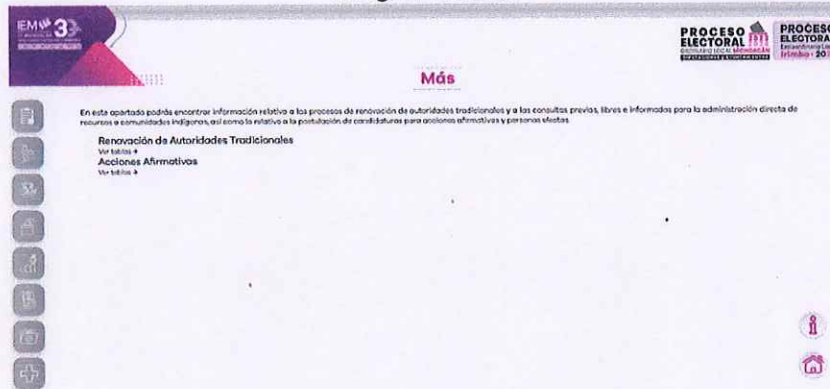 IEM 3
PROCESO
ELECTORAL
MICHOACÁN
PROCESO
ELECTORAL
Irimbo - 20
Más
En este apartado podrás encontrar información relativa a los procesos de renovación de autoridades tradicionales y a las consultas previas, libres e informadas para la administración directa de
recursos a comunidades indígenas, así como lo relativo a la postulación de candidaturas para acciones afirmativas y personas electas
Renovación de Autoridades Tradicionales
Ver tablas →
Acciones Afirmativas
Ver tablas →